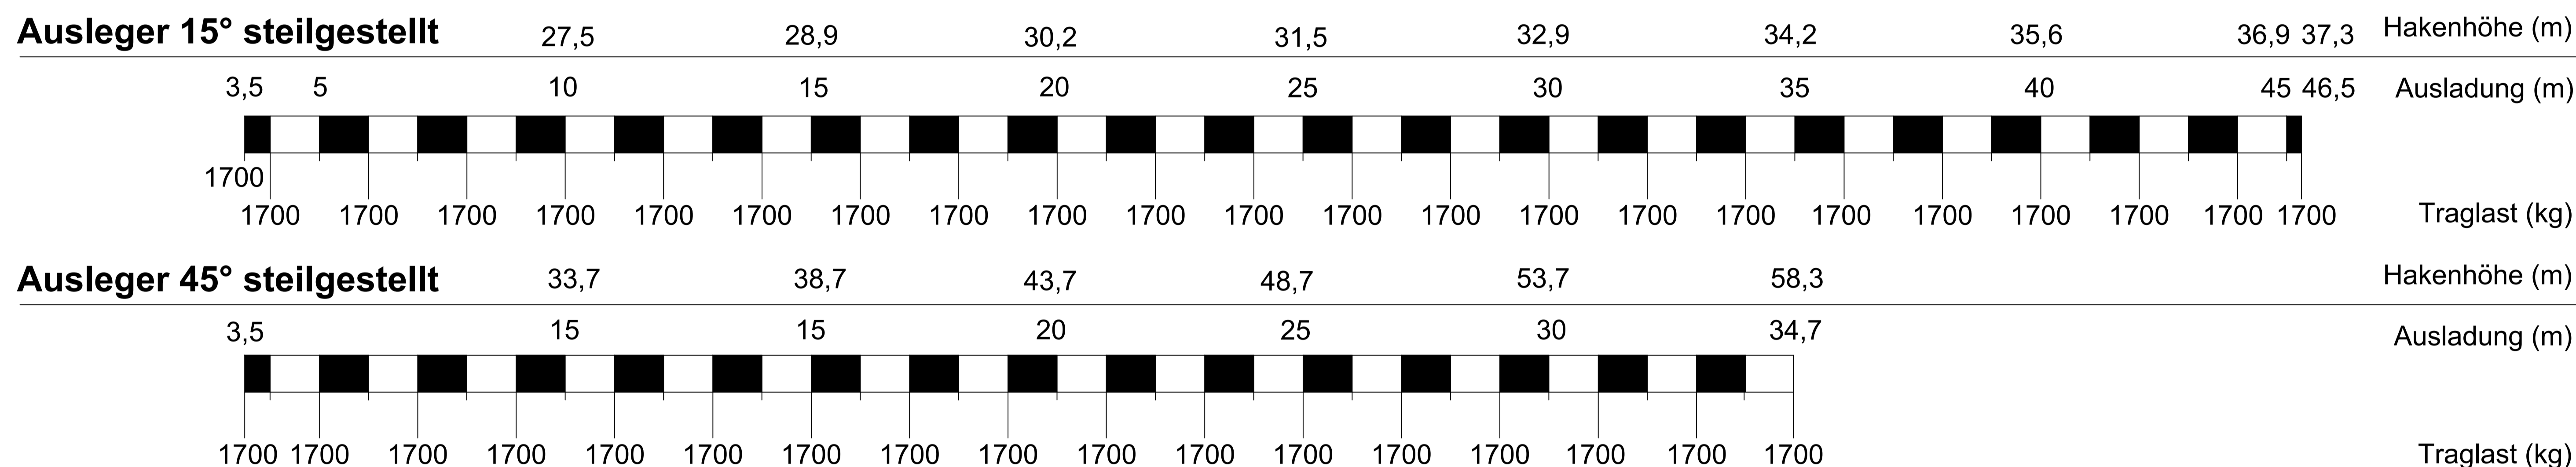 Ausleger 15° steilgestellt 27,5 28,9 30,2 31,5 32,9 34,2 35,6 36,9 37,3 Hakenhöhe (m)
3,5 5 10 15 20 25 30 35 40 45 46,5 Ausladung (m)
1700
1700 1700 1700 1700 1700 1700 1700 1700 1700 1700 1700 1700 1700 1700 1700 1700 1700 1700 1700 1700 1700 1700 Traglast (kg)
Ausleger 45° steilgestellt 33,7 38,7 43,7 48,7 53,7 58,3 Hakenhöhe (m)
3,5 15 15 20 25 30 34,7 Ausladung (m)
1700 1700 1700 1700 1700 1700 1700 1700 1700 1700 1700 1700 1700 1700 1700 1700 1700 Traglast (kg)